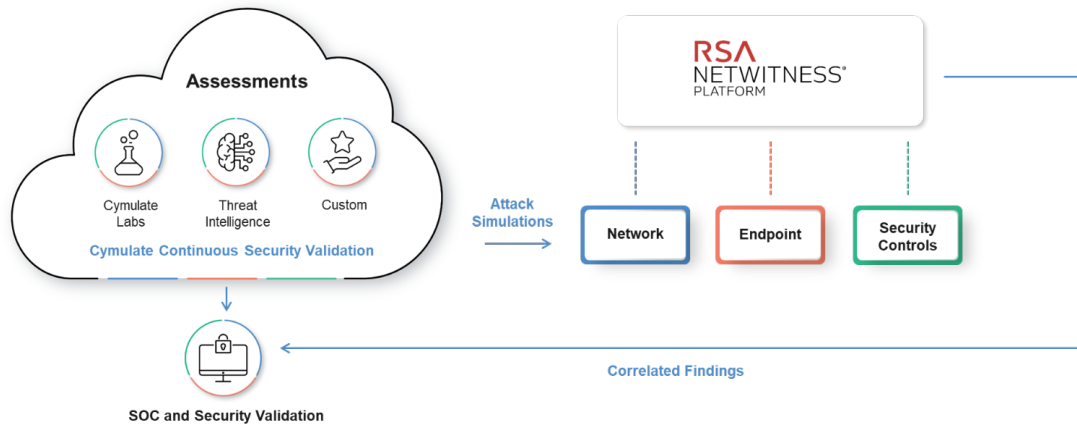 Assessments
Cymulate
Labs
Threat
Intelligence
Custom
Cymulate Continuous Security Validation
SOC and Security Validation
Attack
Simulations
RSA
NETWITNESS®
PLATFORM
Network
Endpoint
Security
Controls
Correlated Findings